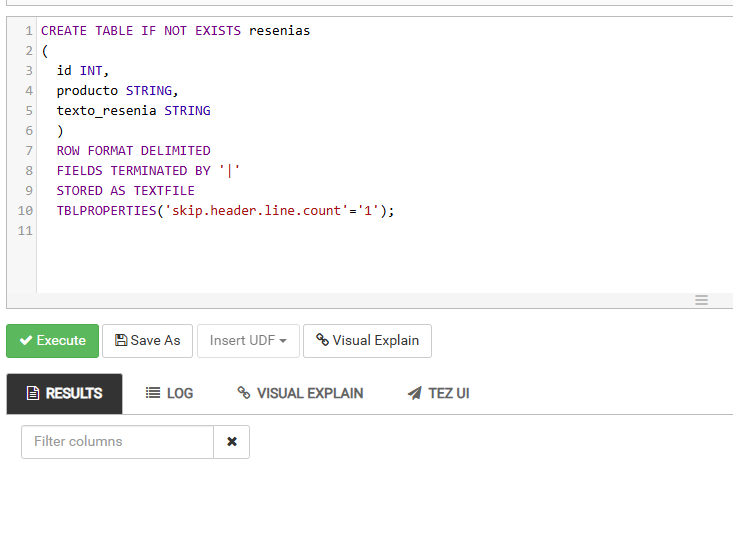 1 CREATE TABLE IF NOT EXISTS resenias
2 (
3 id INT,
4 producto STRING,
5 texto_resenia STRING
6 )
7 ROW FORMAT DELIMITED
8 FIELDS TERMINATED BY '|'
9 STORED AS TEXTFILE
10 TBLPROPERTIES('skip.header.line.count'='1');
11
Execute Save As Insert UDF Visual Explain
RESULTS LOG VISUAL EXPLAIN TEZ UI
Filter columns